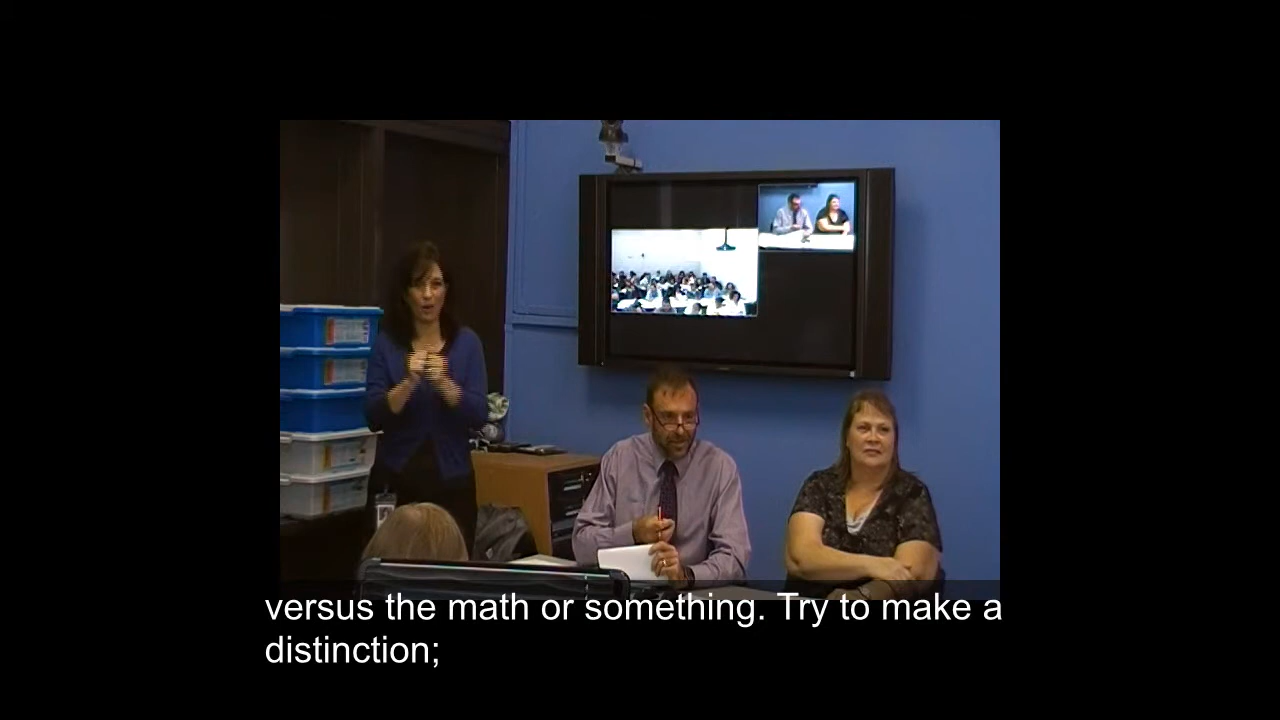 versus the math or something. Try to make a
distinction;